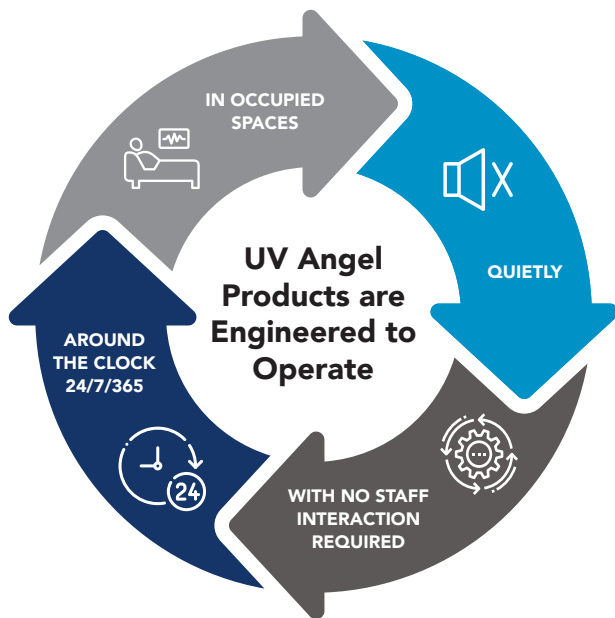 IN OCCUPIED
SPACES
QUIETLY
UV Angel
Products are
Engineered to
Operate
AROUND
THE CLOCK
24/7/365
24
WITH NO STAFF
INTERACTION
REQUIRED